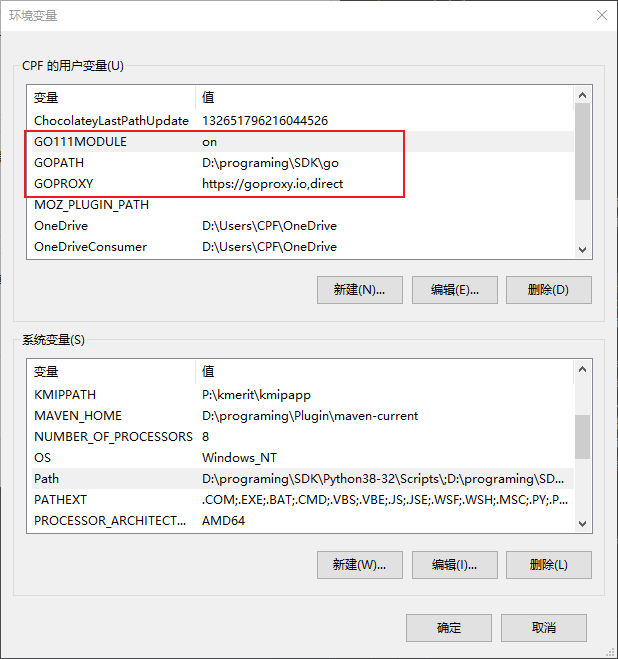 环境变量
CPF 的用户变量(U)
变量 值
ChocolateyLastPathUpdate 132651796216044526
GO111MODULE on
GOPATH D:\programing\SDK\go
GOPROXY https://goproxy.io,direct
MOZ_PLUGIN_PATH
OneDrive D:\Users\CPF\OneDrive
OneDriveConsumer D:\Users\CPF\OneDrive
新建(N)... 编辑(E)... 删除(D)
系统变量(S)
变量 值
KMIPPATH P:\kmerit\kmipapp
MAVEN_HOME D:\programing\Plugin\maven-current
NUMBER_OF_PROCESSORS 8
OS Windows_NT
Path D:\programing\SDK\Python38-32\Scripts\;D:\programing\SD...
PATHEXT .COM;.EXE;.BAT;.CMD;.VBS;.VBE;.JS;.JSE;.WSF;.WSH;.MSC;.PY;.P...
PROCESSOR_ARCHITECT... AMD64
新建(W)... 编辑(I)... 删除(L)
确定 取消